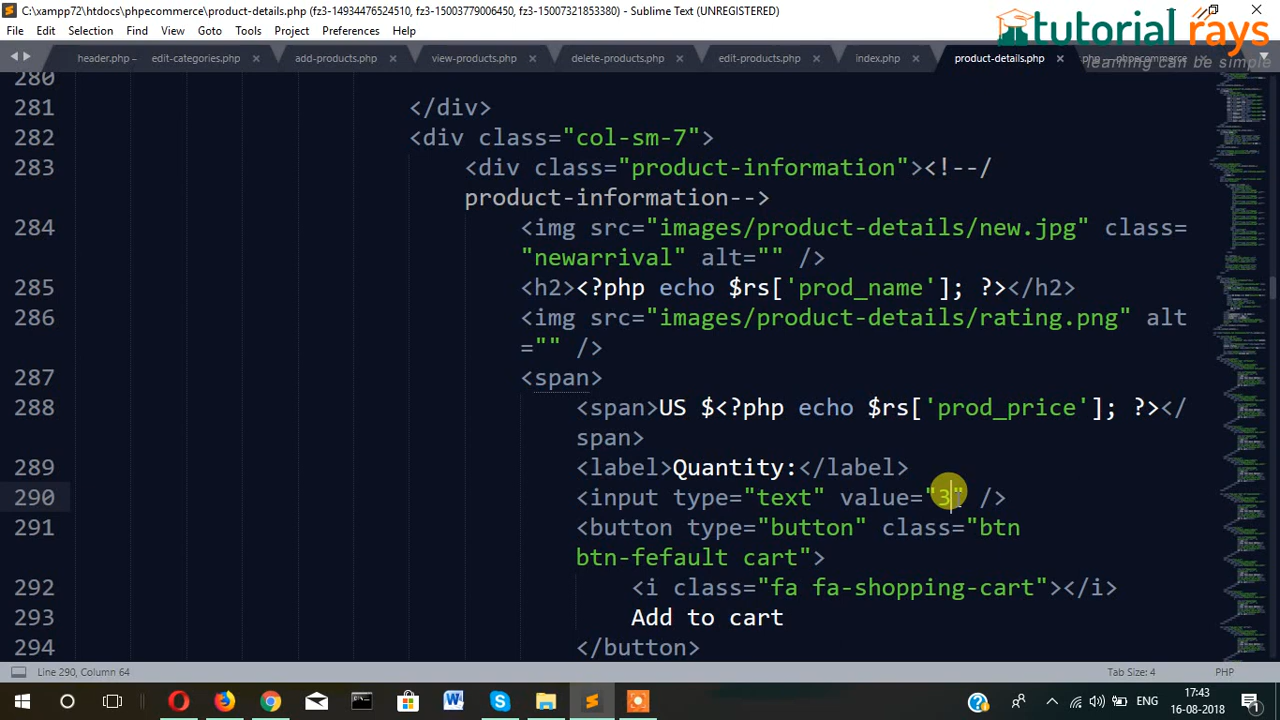 C:\xampp72\htdocs\phpecommerce\product-details.php (fz3-14934476524510, fz3-15003779006450, fz3-15007321853380) - Sublime Text (UNREGISTERED)
tutorial rays
learning can be simple
File Edit Selection Find View Goto Tools Project Preferences Help
header.php – edit-categories.php × add-products.php × view-products.php × delete-products.php × edit-products.php × index.php × product-details.php × php — phpecommerce
280
281 </div>
282 <div class="col-sm-7">
283 <div class="product-information"><!--/
product-information-->
284 <img src="images/product-details/new.jpg" class=
"newarrival" alt="" />
285 <h2><?php echo $rs['prod_name']; ?></h2>
286 <img src="images/product-details/rating.png" alt
="" />
287 <span>
288 <span>US $<?php echo $rs['prod_price']; ?></
span>
289 <label>Quantity:</label>
290 <input type="text" value="3" />
291 <button type="button" class="btn
btn-fefault cart">
292 <i class="fa fa-shopping-cart"></i>
293 Add to cart
294 </button>
Line 290, Column 64 Tab Size: 4 PHP
ENG 17:43
16-08-2018